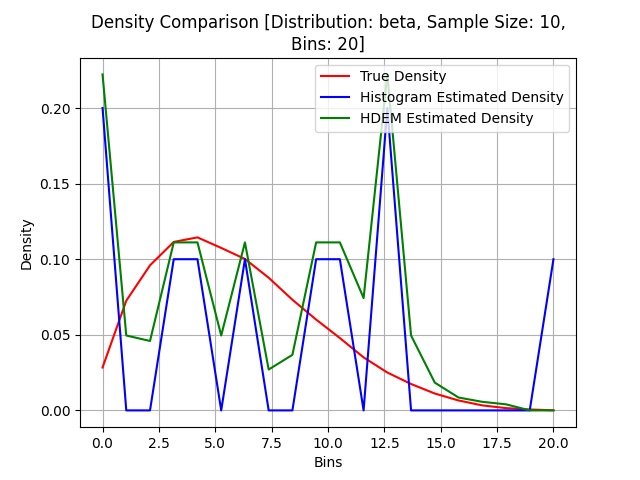 Density Comparison [Distribution: beta, Sample Size: 10,
Bins: 20]
True Density
Histogram Estimated Density
HDEM Estimated Density
Density
0.20
0.15
0.10
0.05
0.00
0.0 2.5 5.0 7.5 10.0 12.5 15.0 17.5 20.0
Bins